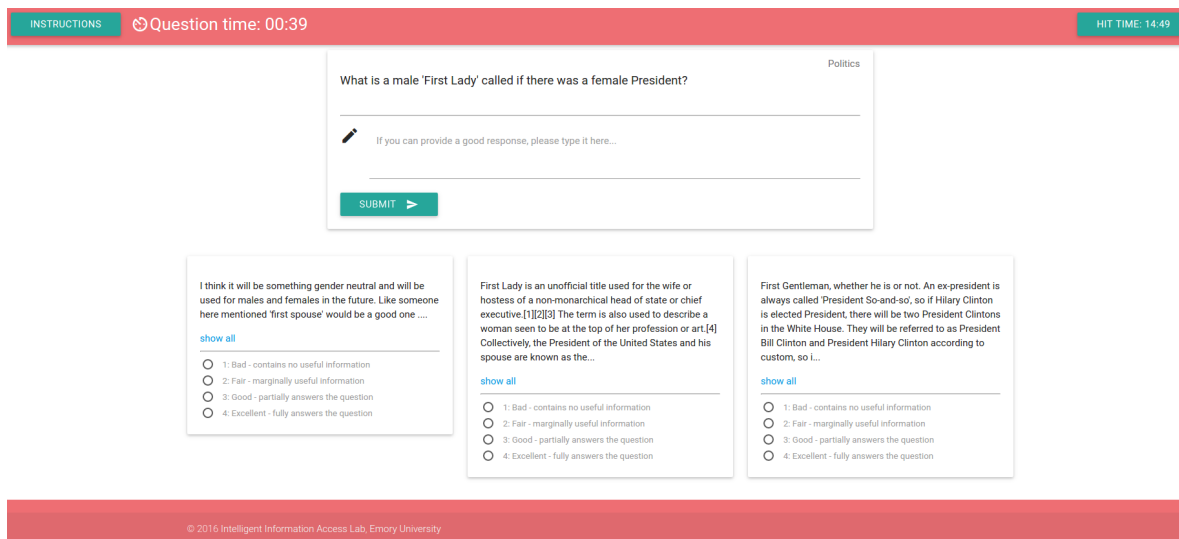 INSTRUCTIONS
Question time: 00:39
HIT TIME: 14:49
Politics
What is a male 'First Lady' called if there was a female President?
If you can provide a good response, please type it here...
SUBMIT
I think it will be something gender neutral and will be
used for males and females in the future. Like someone
here mentioned 'first spouse' would be a good one ....
show all
1: Bad - contains no useful information
2: Fair - marginally useful information
3: Good - partially answers the question
4: Excellent - fully answers the question
First Lady is an unofficial title used for the wife or
hostess of a non-monarchical head of state or chief
executive.[1][2][3] The term is also used to describe a
woman seen to be at the top of her profession or art.[4]
Collectively, the President of the United States and his
spouse are known as the...
show all
1: Bad - contains no useful information
2: Fair - marginally useful information
3: Good - partially answers the question
4: Excellent - fully answers the question
First Gentleman, whether he is or not. An ex-president is
always called 'President So-and-so', so if Hilary Clinton
is elected President, there will be two President Clintons
in the White House. They will be referred to as President
Bill Clinton and President Hilary Clinton according to
custom, so i...
show all
1: Bad - contains no useful information
2: Fair - marginally useful information
3: Good - partially answers the question
4: Excellent - fully answers the question
© 2016 Intelligent Information Access Lab, Emory University